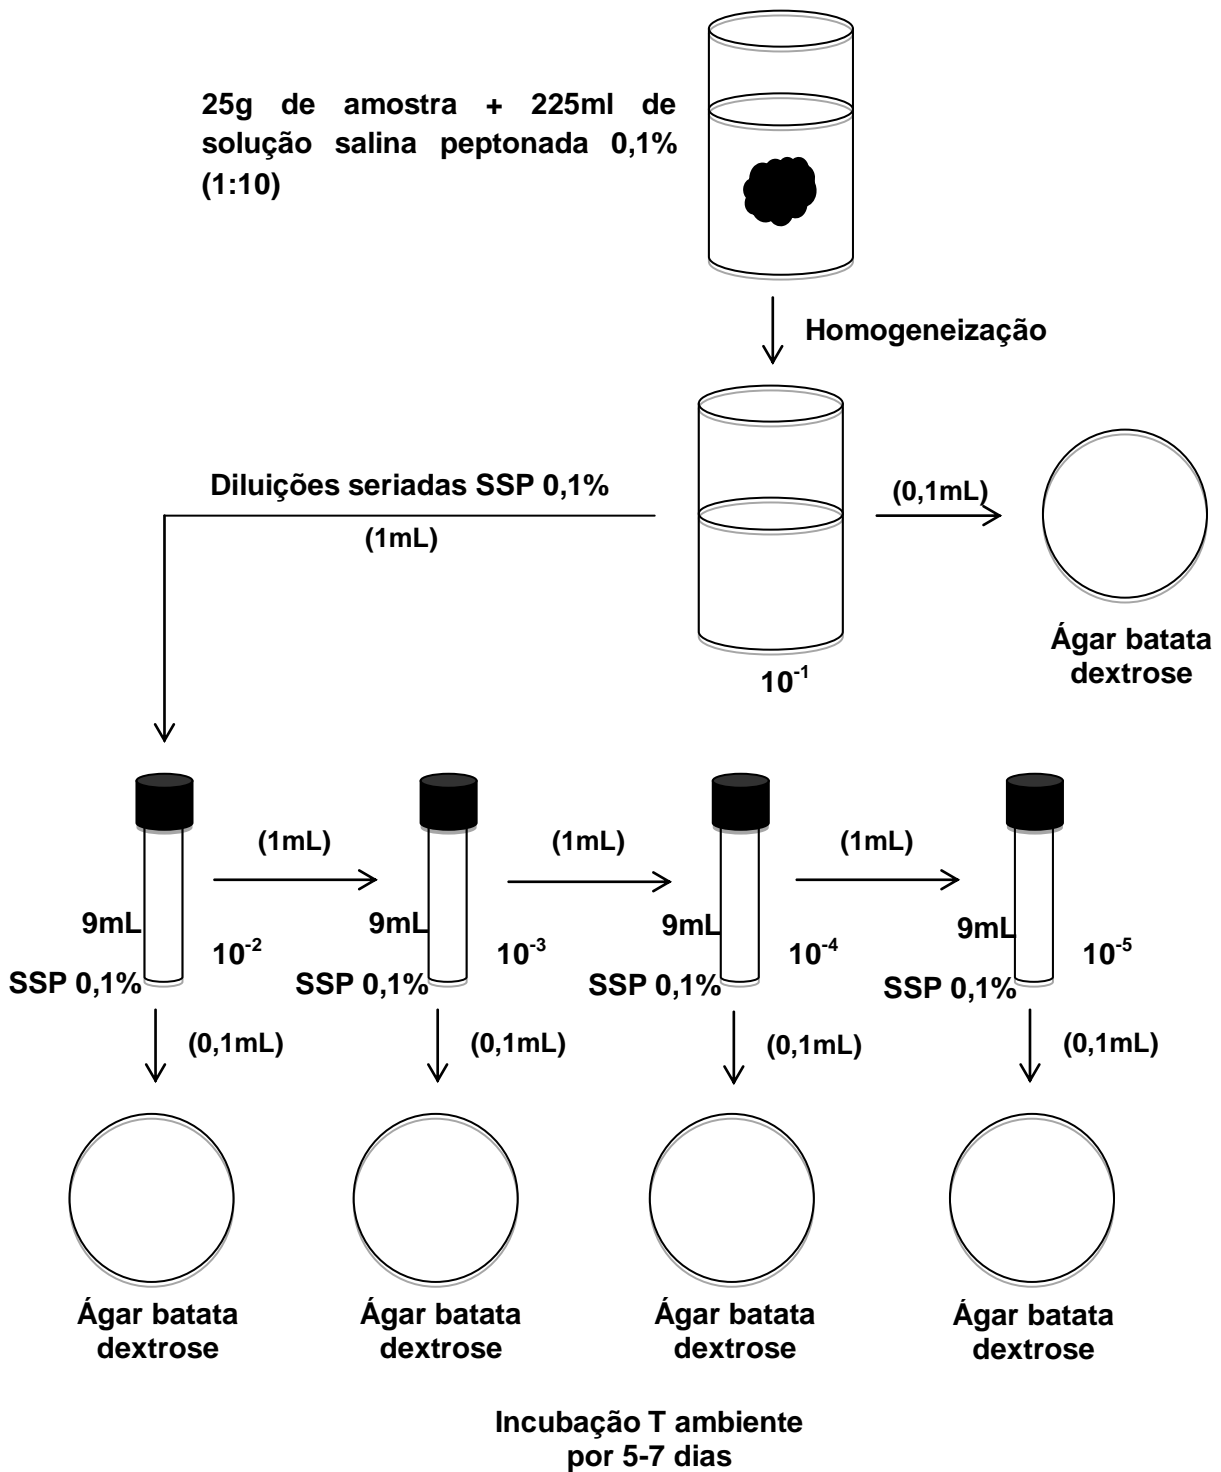 25g de amostra + 225ml de
solução salina peptonada 0,1%
(1:10)
Homogeneização
Diluições seriadas SSP 0,1%
(1mL)
(0,1mL)
Ágar batata
dextrose
10⁻¹
(1mL)
(1mL)
(1mL)
9mL
10⁻²
SSP 0,1%
9mL
10⁻³
SSP 0,1%
9mL
10⁻⁴
SSP 0,1%
9mL
10⁻⁵
SSP 0,1%
(0,1mL)
(0,1mL)
(0,1mL)
(0,1mL)
Ágar batata
dextrose
Ágar batata
dextrose
Ágar batata
dextrose
Ágar batata
dextrose
Incubação T ambiente
por 5-7 dias